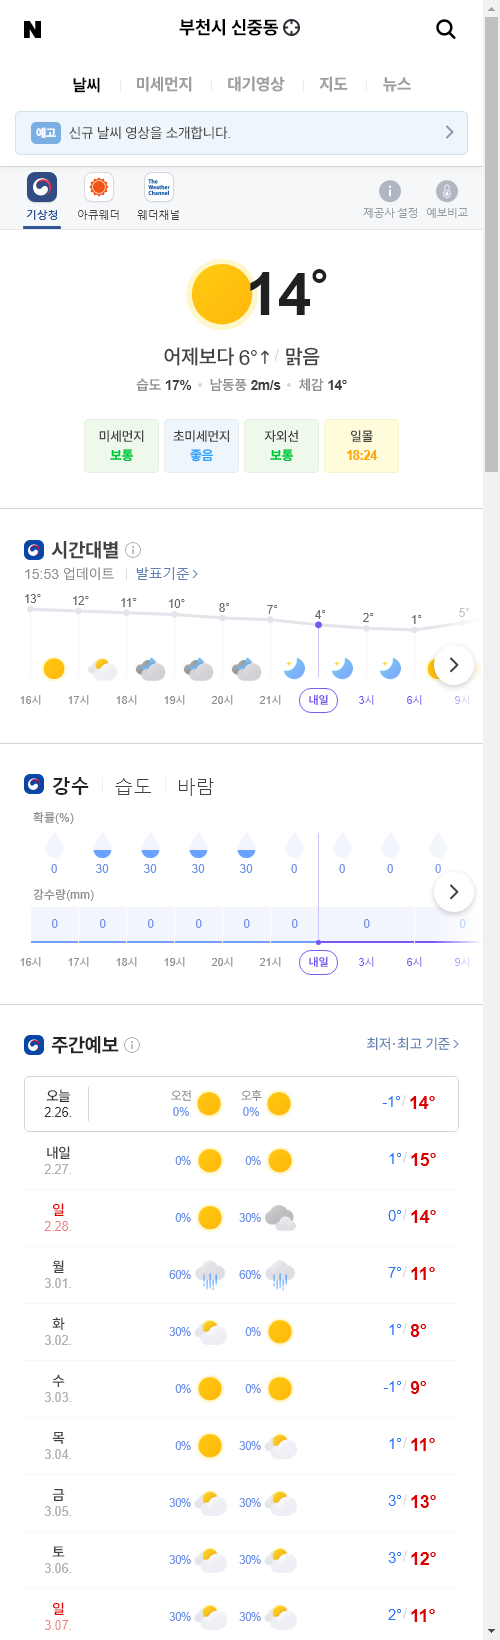 N
부천시 신중동
날씨 미세먼지 대기영상 지도 뉴스
예고 신규 날씨 영상을 소개합니다.
The Weather Channel
기상청 아큐웨더 웨더채널 제공사 설정 예보비교
14°
어제보다 6°↑ / 맑음
습도 17% 남동풍 2m/s 체감 14°
미세먼지 초미세먼지 자외선 일몰
보통 좋음 보통 18:24
시간대별
15:53 업데이트 발표기준
13° 12° 11° 10° 8° 7° 4° 2° 1° 5°
16시 17시 18시 19시 20시 21시 내일 3시 6시 9시
강수 습도 바람
확률(%)
0 30 30 30 30 0 0 0 0
강수량(mm)
0 0 0 0 0 0 0 0
16시 17시 18시 19시 20시 21시 내일 3시 6시 9시
주간예보 최저·최고 기준
오늘 2.26. 오전 0% 오후 0% -1° / 14°
내일 2.27. 0% 0% 1° / 15°
일 2.28. 0% 30% 0° / 14°
월 3.01. 60% 60% 7° / 11°
화 3.02. 30% 0% 1° / 8°
수 3.03. 0% 0% -1° / 9°
목 3.04. 0% 30% 1° / 11°
금 3.05. 30% 30% 3° / 13°
토 3.06. 30% 30% 3° / 12°
일 3.07. 30% 30% 2° / 11°